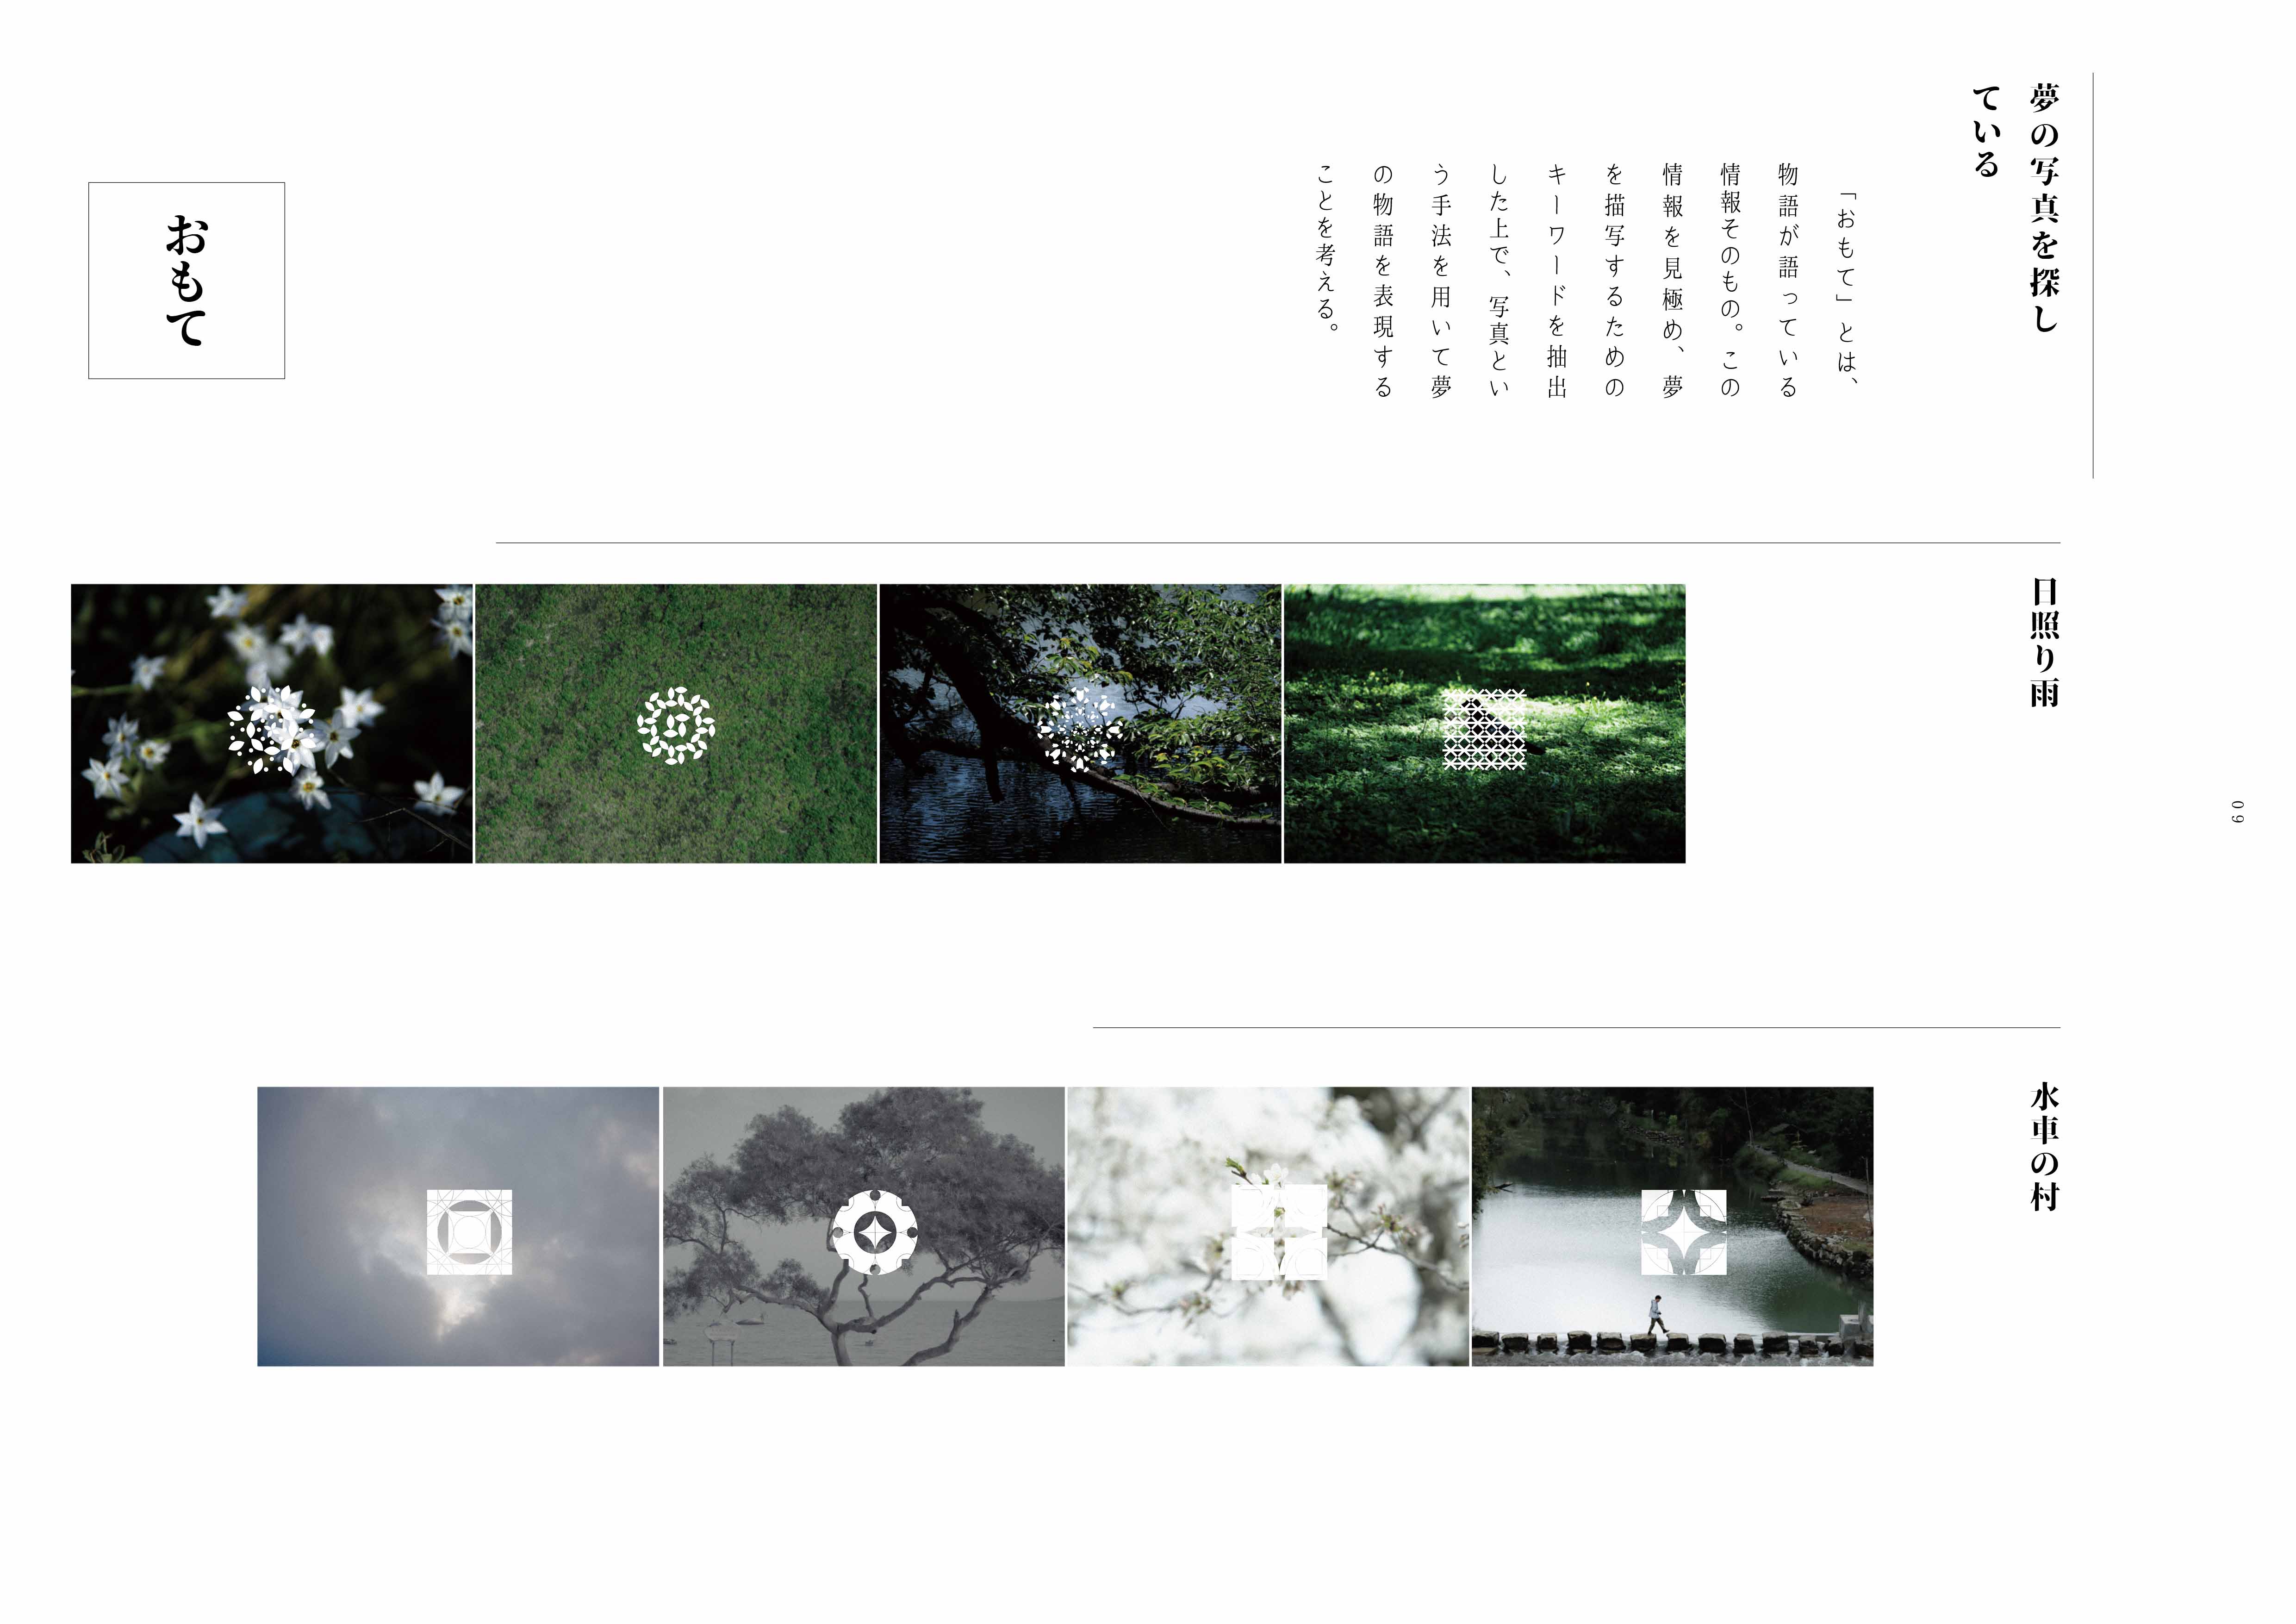 夢の写真を探し
ている
「おもて」とは、
物語が語っている
情報そのもの。この
情報を見極め、夢
を描写するための
キーワードを抽出
した上で、写真とい
う手法を用いて夢
の物語を表現する
ことを考える。
おもて
日照り雨
水車の村
09